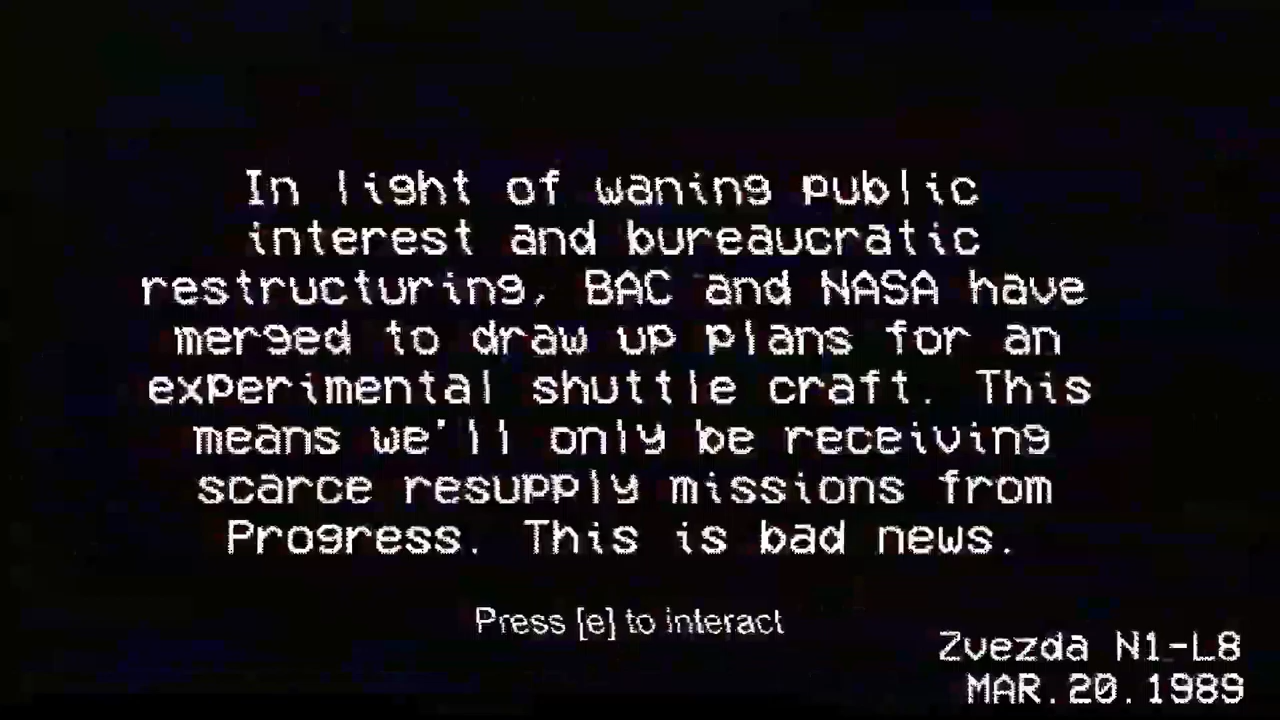 In light of waning public
interest and bureaucratic
restructuring, BAC and NASA have
merged to draw up plans for an
experimental shuttle craft. This
means we'll only be receiving
scarce resupply missions from
Progress. This is bad news.
Press [e] to interact
Zvezda N1-L8
MAR.20.1989